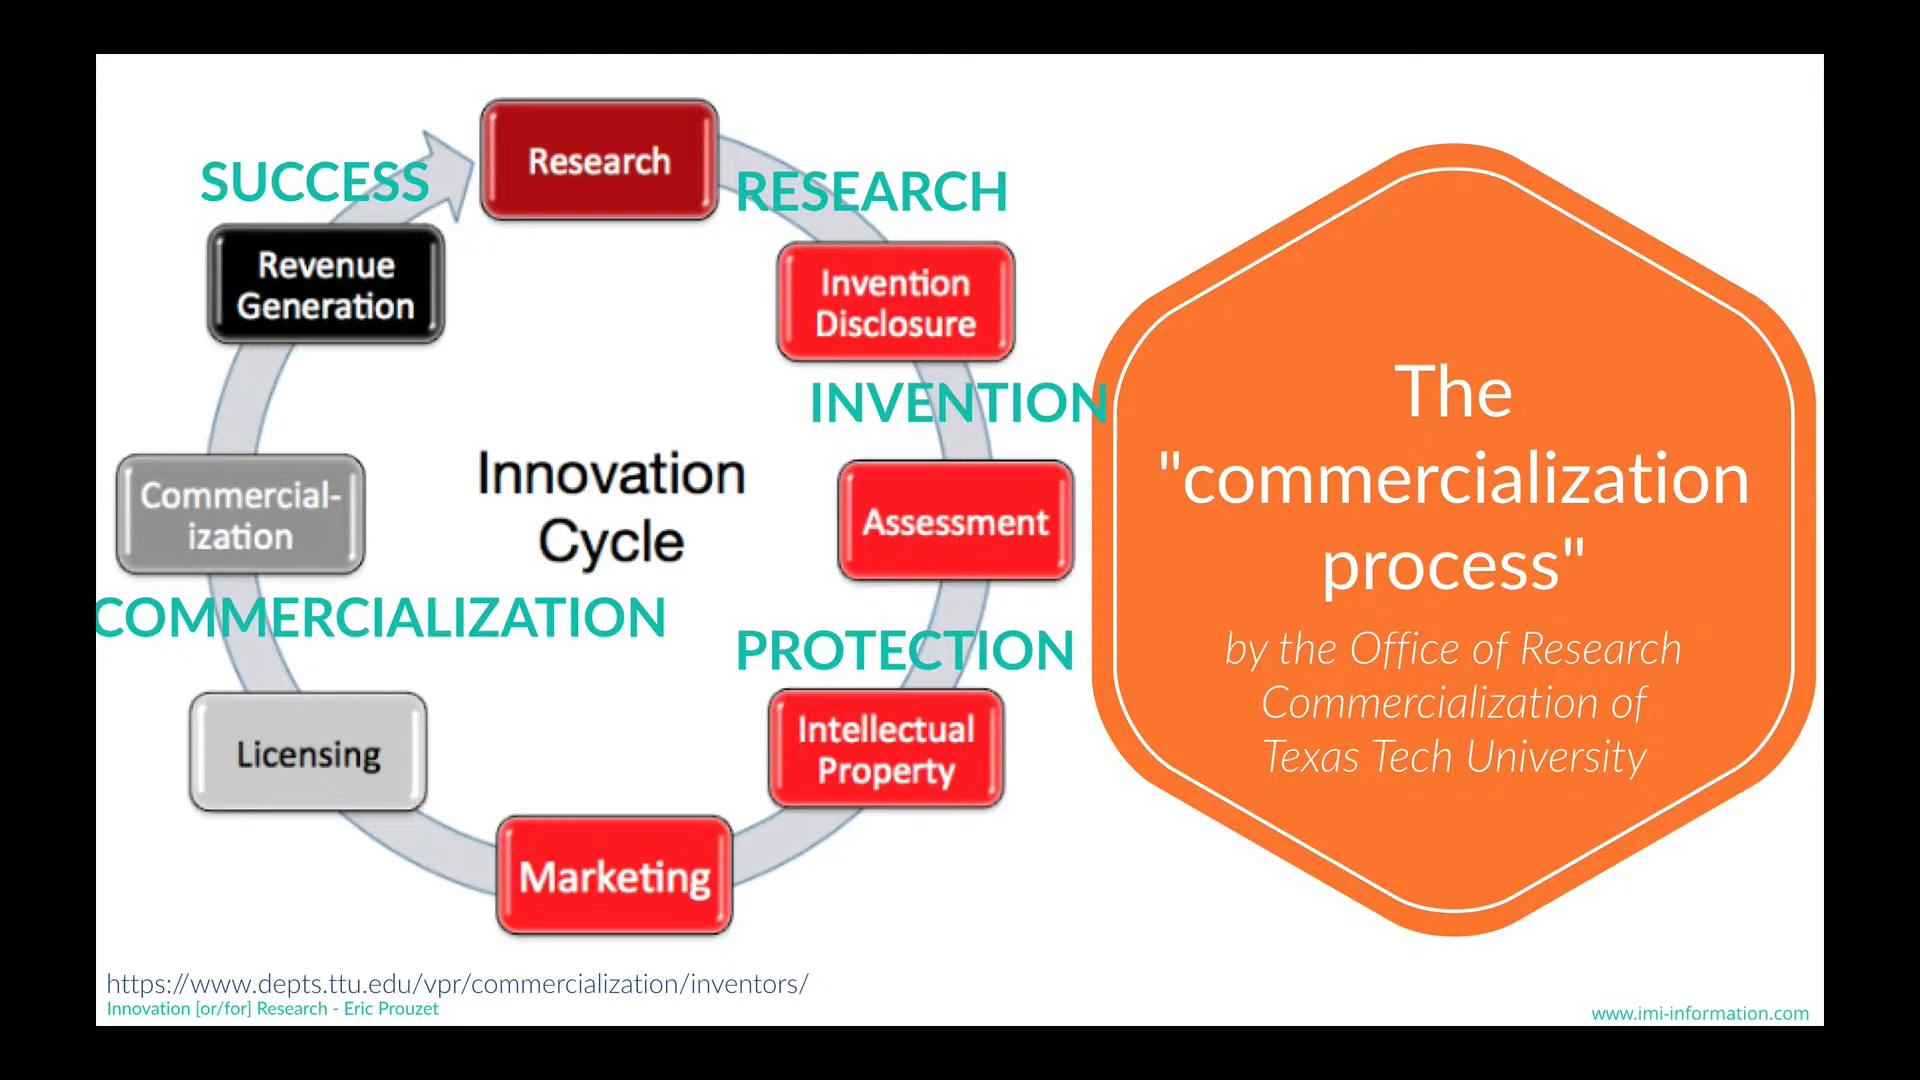 Research
SUCCESS
RESEARCH
Revenue
Generation
Invention
Disclosure
INVENTION
Commercial-
ization
Innovation
Cycle
Assessment
COMMERCIALIZATION
PROTECTION
Licensing
Intellectual
Property
Marketing
The
"commercialization
process"
by the Office of Research
Commercialization of
Texas Tech University
https://www.depts.ttu.edu/vpr/commercialization/inventors/
Innovation [or/for] Research - Eric Prouzet
www.imi-information.com